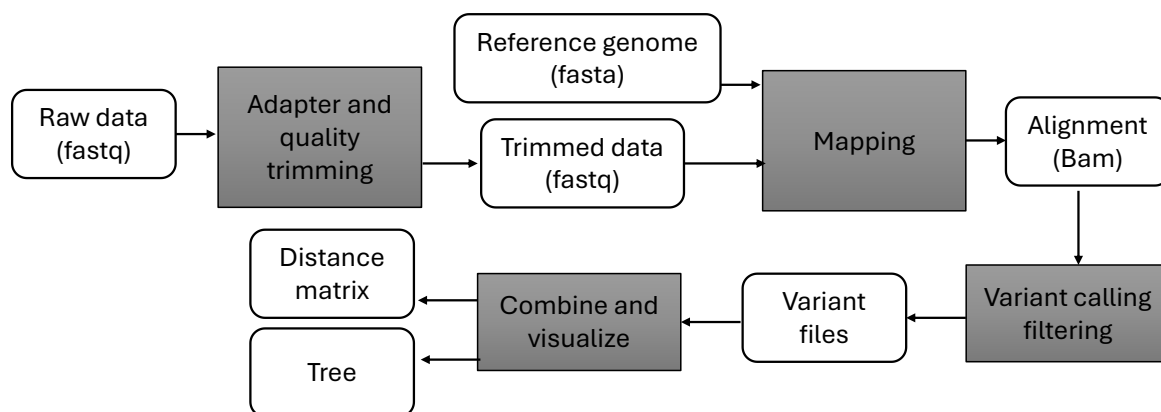 Raw data
(fastq)
Adapter and
quality
trimming
Reference genome
(fasta)
Trimmed data
(fastq)
Mapping
Alignment
(Bam)
Variant calling
filtering
Variant
files
Combine and
visualize
Distance
matrix
Tree